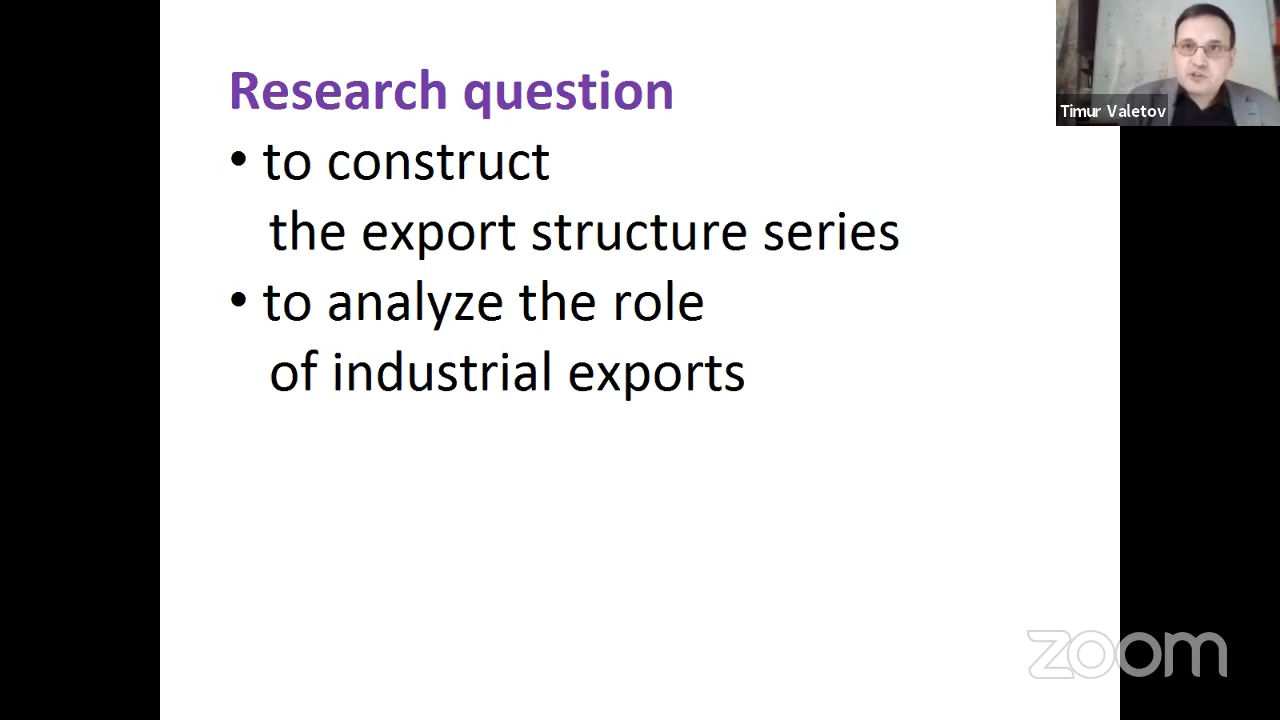 Research question
• to construct
the export structure series
• to analyze the role
of industrial exports
Timur Valetov
zoom